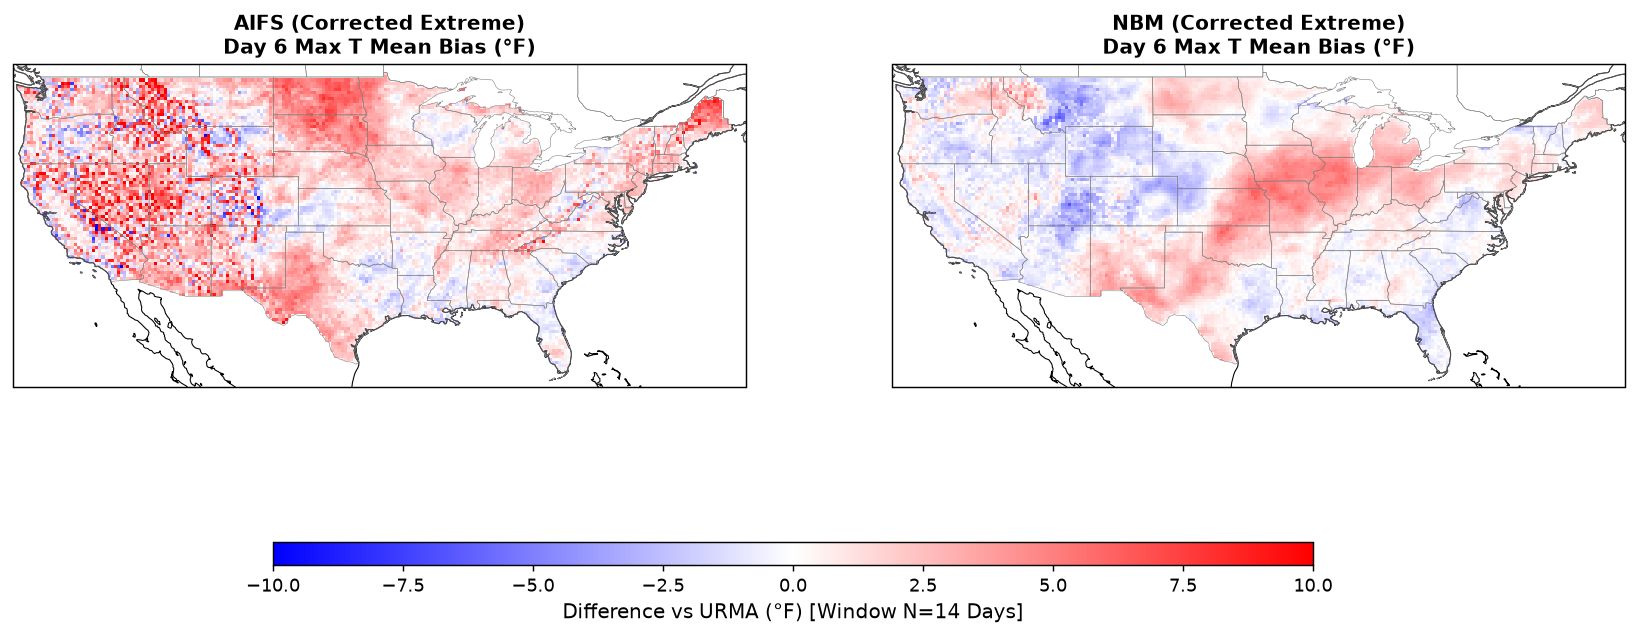 AIFS (Corrected Extreme)
Day 6 Max T Mean Bias (°F)
NBM (Corrected Extreme)
Day 6 Max T Mean Bias (°F)
−10.0 −7.5 −5.0 −2.5 0.0 2.5 5.0 7.5 10.0
Difference vs URMA (°F) [Window N=14 Days]